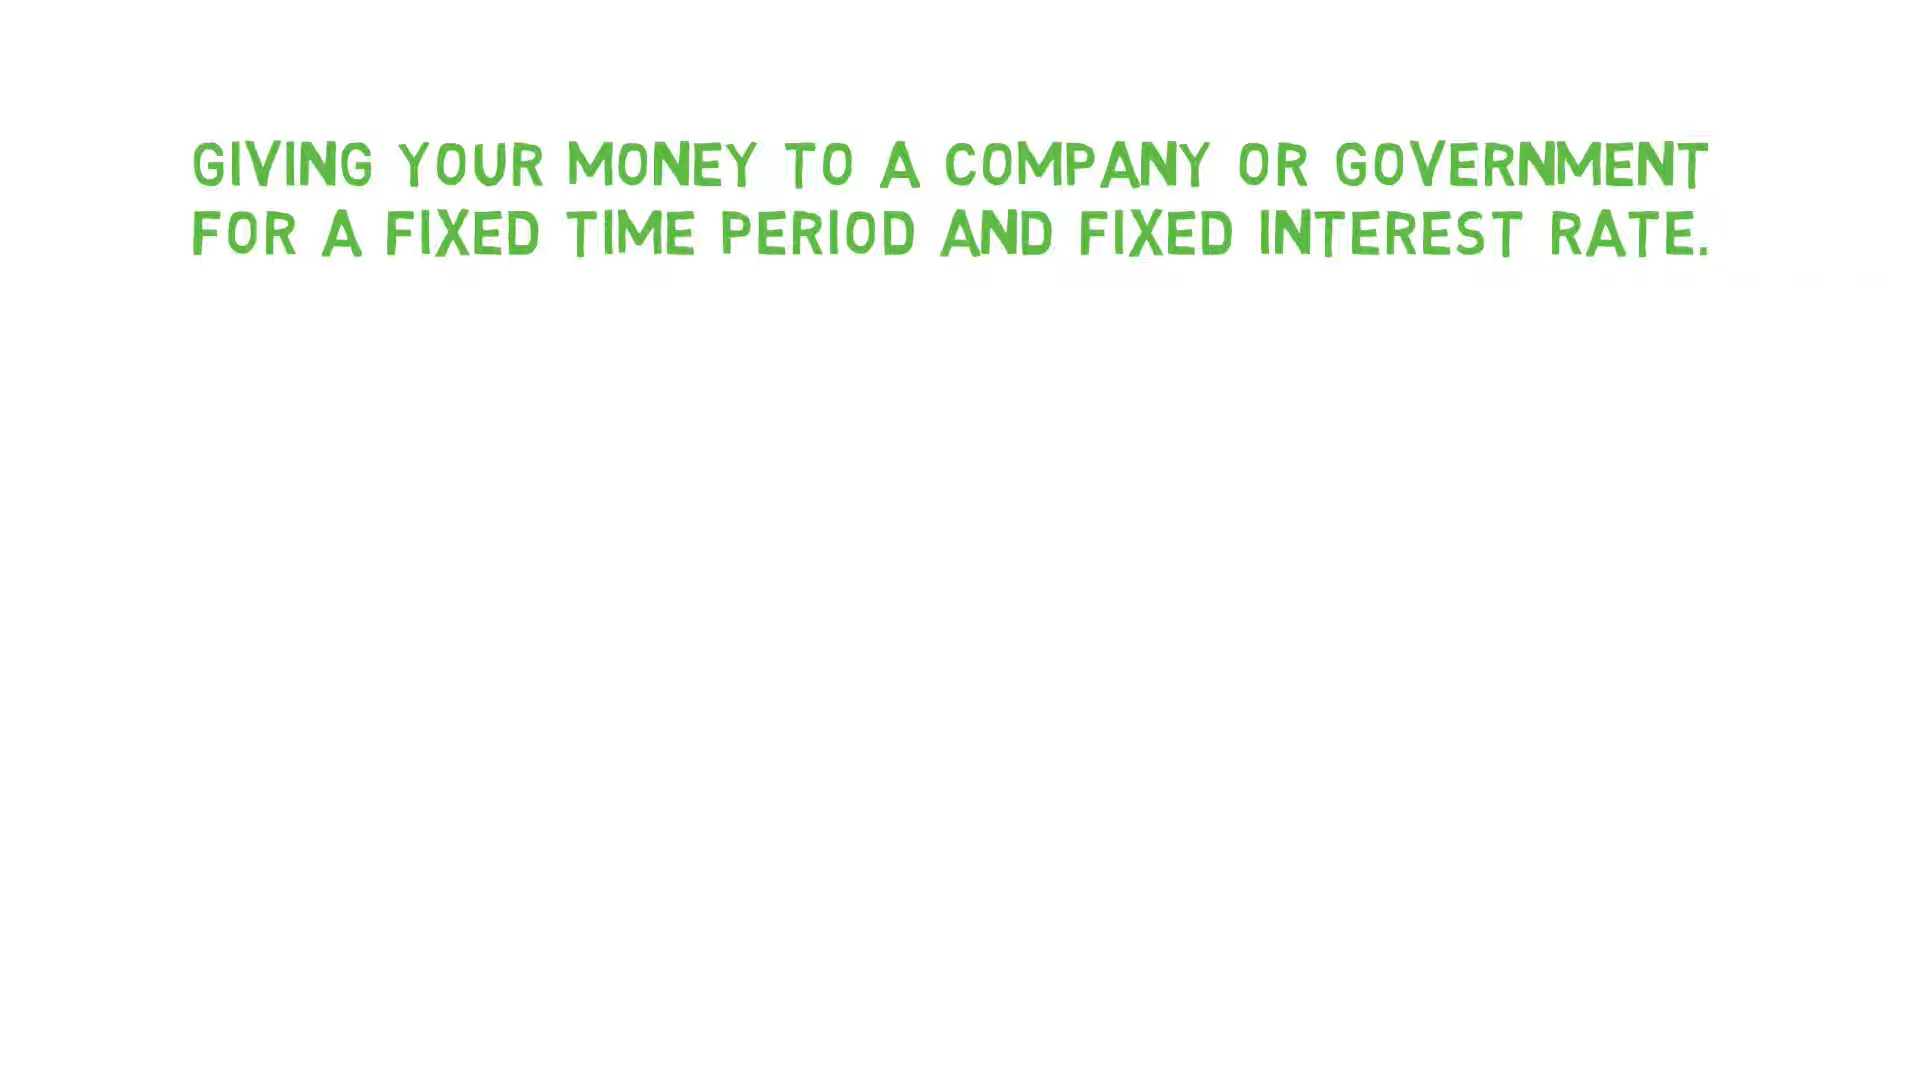 GIVING YOUR MONEY TO A COMPANY OR GOVERNMENT
FOR A FIXED TIME PERIOD AND FIXED INTEREST RATE.